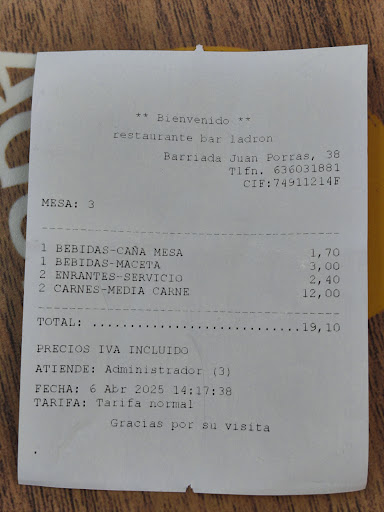 ** Bienvenido **
restaurante bar ladron
Barriada Juan Porras, 38
Tlfn. 636031881
CIF:74911214F
MESA: 3
1 BEBIDAS-CAÑA MESA 1,70
1 BEBIDAS-MACETA 3,00
2 ENRANTES-SERVICIO 2,40
2 CARNES-MEDIA CARNE 12,00
TOTAL: ............................19,10
PRECIOS IVA INCLUIDO
ATIENDE: Administrador (3)
FECHA: 6 Abr 2025 14:17:38
TARIFA: Tarifa normal
Gracias por su visita